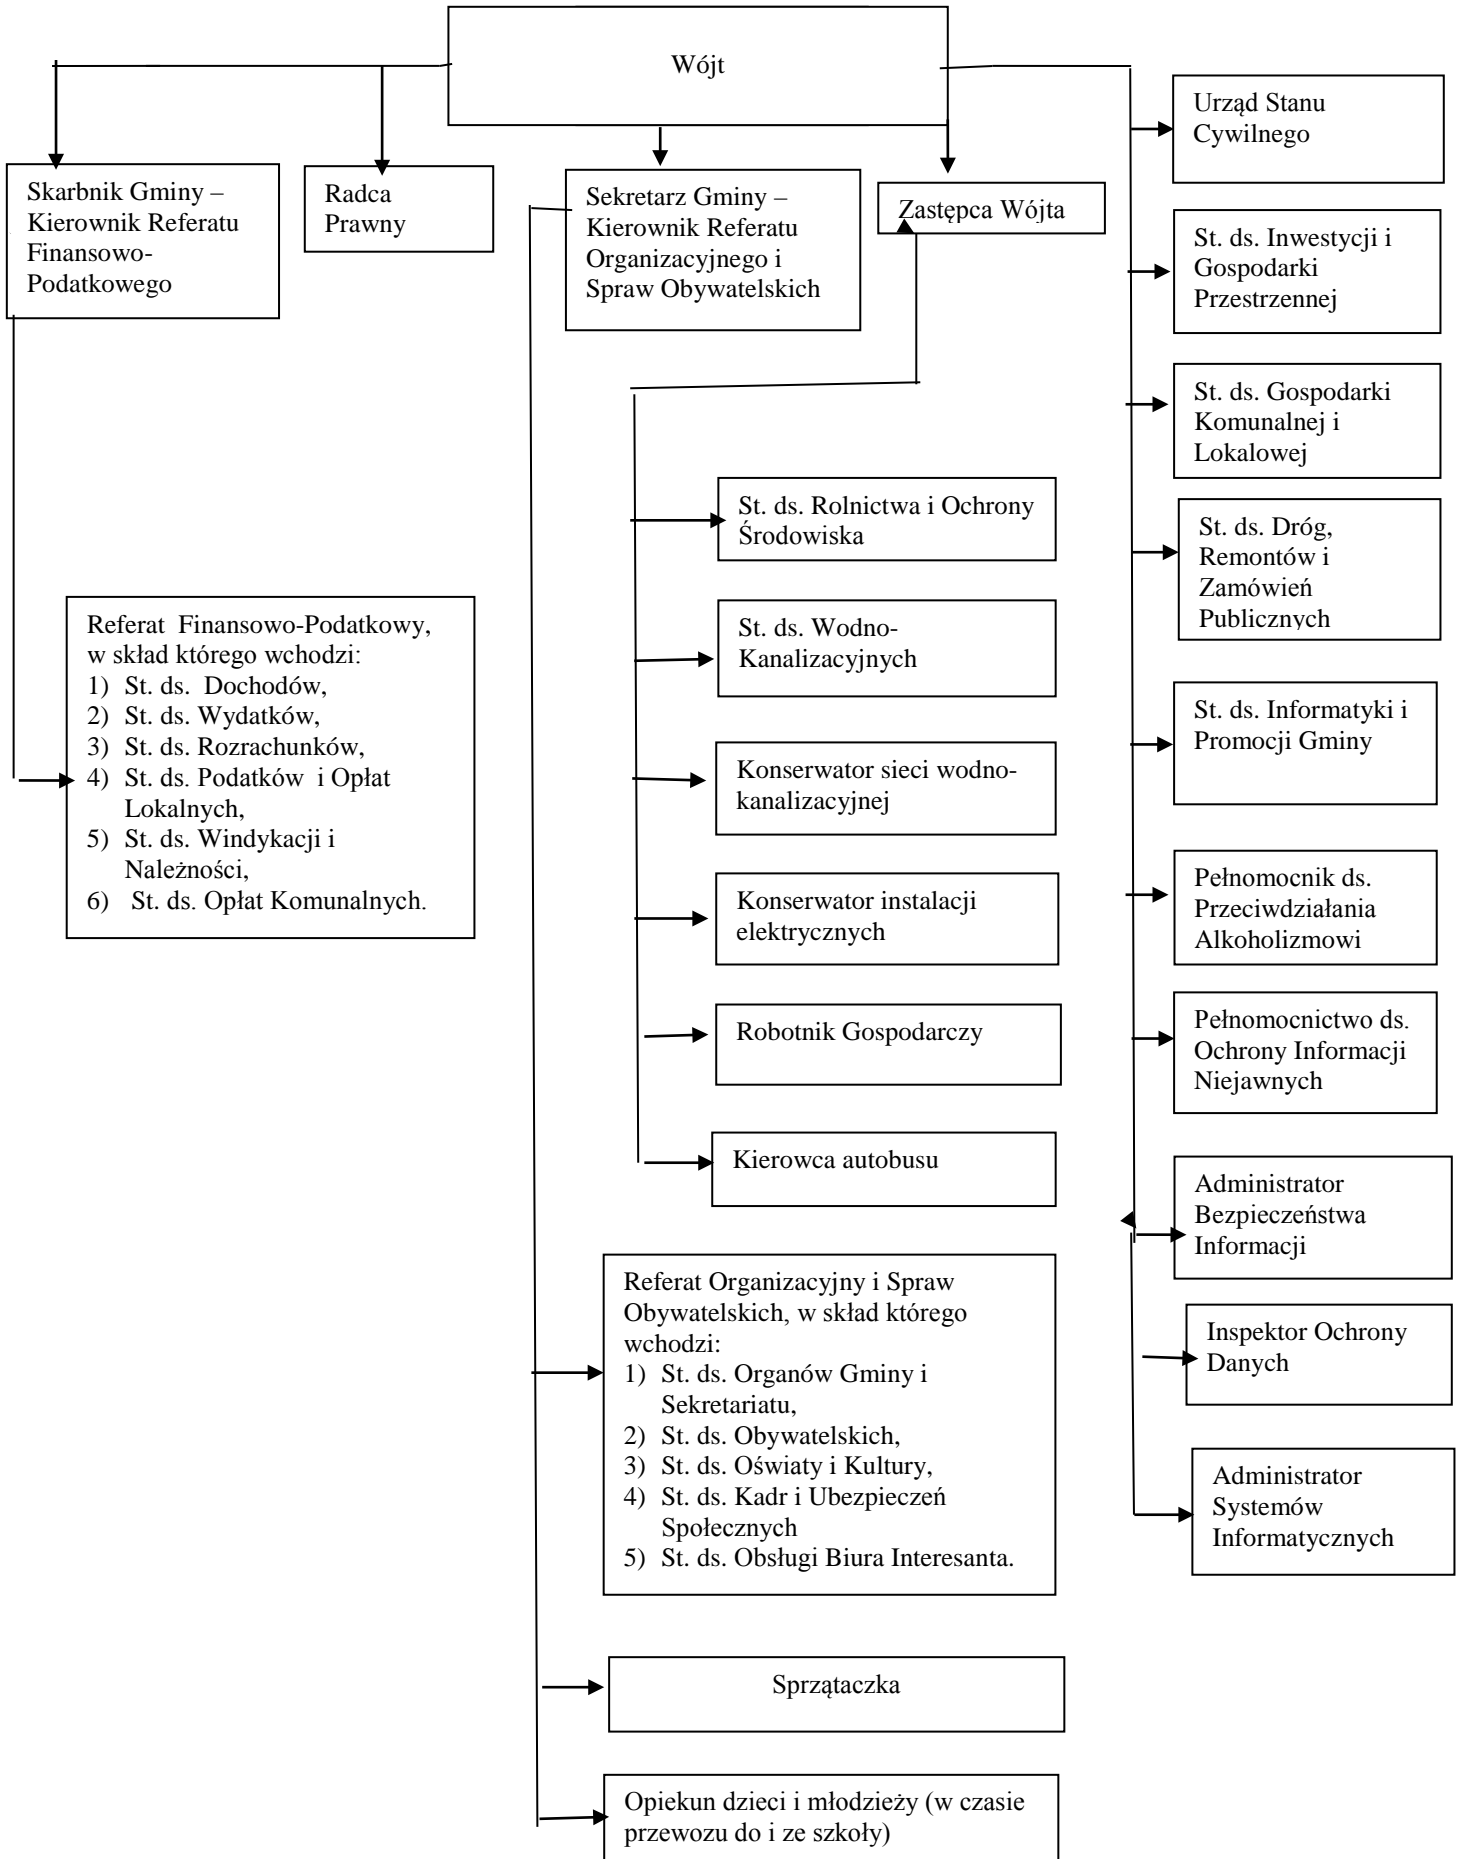 Wójt
Skarbnik Gminy –
Kierownik Referatu
Finansowo-
Podatkowego
Radca
Prawny
Sekretarz Gminy –
Kierownik Referatu
Organizacyjnego i
Spraw Obywatelskich
Zastępca Wójta
Urząd Stanu
Cywilnego
St. ds. Inwestycji i
Gospodarki
Przestrzennej
St. ds. Gospodarki
Komunalnej i
Lokalowej
St. ds. Dróg,
Remontów i
Zamówień
Publicznych
St. ds. Informatyki i
Promocji Gminy
Pełnomocnik ds.
Przeciwdziałania
Alkoholizmowi
Pełnomocnictwo ds.
Ochrony Informacji
Niejawnych
Administrator
Bezpieczeństwa
Informacji
Inspektor Ochrony
Danych
Administrator
Systemów
Informatycznych
St. ds. Rolnictwa i Ochrony
Środowiska
St. ds. Wodno-
Kanalizacyjnych
Konserwator sieci wodno-
kanalizacyjnej
Konserwator instalacji
elektrycznych
Robotnik Gospodarczy
Kierowca autobusu
Referat Finansowo-Podatkowy,
w skład którego wchodzi:
1) St. ds. Dochodów,
2) St. ds. Wydatków,
3) St. ds. Rozrachunków,
4) St. ds. Podatków i Opłat
Lokalnych,
5) St. ds. Windykacji i
Należności,
6) St. ds. Opłat Komunalnych.
Referat Organizacyjny i Spraw
Obywatelskich, w skład którego
wchodzi:
1) St. ds. Organów Gminy i
Sekretariatu,
2) St. ds. Obywatelskich,
3) St. ds. Oświaty i Kultury,
4) St. ds. Kadr i Ubezpieczeń
Społecznych
5) St. ds. Obsługi Biura Interesanta.
Sprzątaczka
Opiekun dzieci i młodzieży (w czasie
przewozu do i ze szkoły)